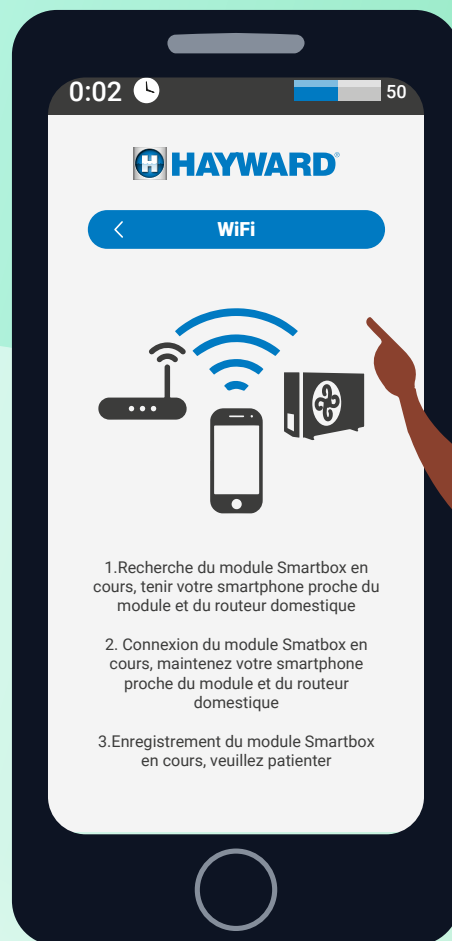 0:02
50
HAYWARD®
WiFi
1.Recherche du module Smartbox en
cours, tenir votre smartphone proche du
module et du routeur domestique
2. Connexion du module Smatbox en
cours, maintenez votre smartphone
proche du module et du routeur
domestique
3.Enregistrement du module Smartbox
en cours, veuillez patienter